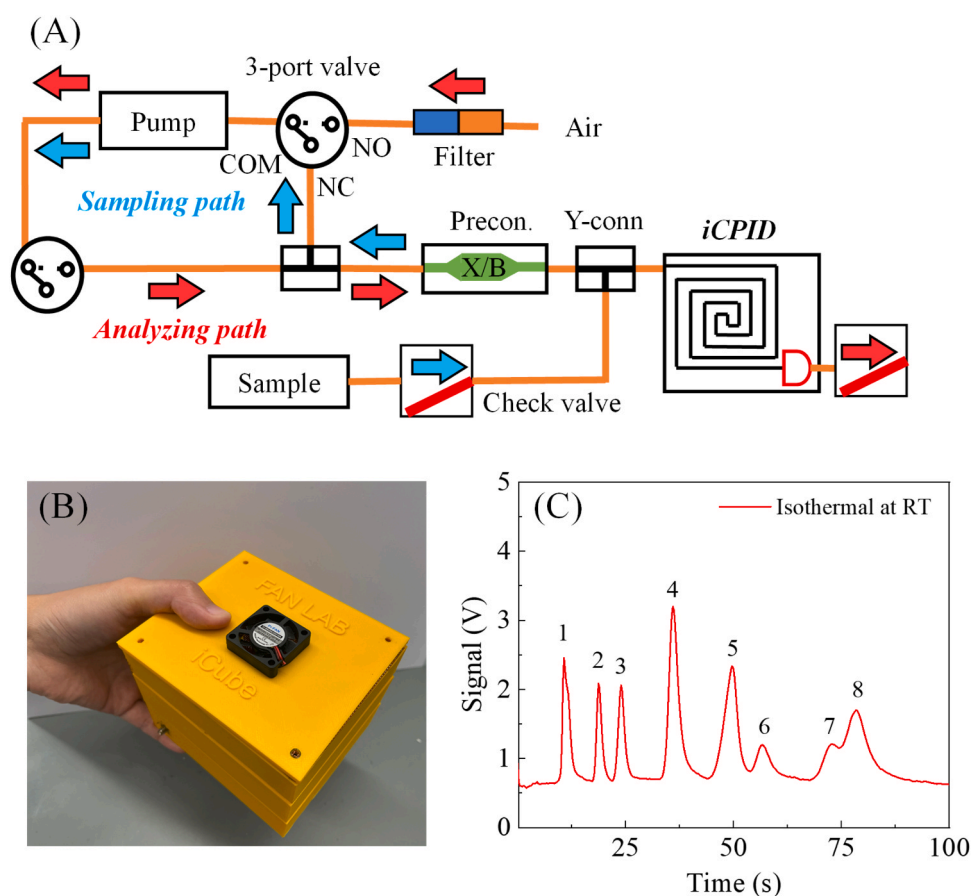 (A)
3-port valve
Pump
Air
NO
COM
Filter
NC
Sampling path
Precon.
Y-conn
iCPID
X/B
Analyzing path
Sample
Check valve
(B)
FAN LAB
iCube
(C)
Isothermal at RT
Signal (V)
5
4
3
2
1
0
1
2
3
4
5
6
7
8
25
50
75
100
Time (s)